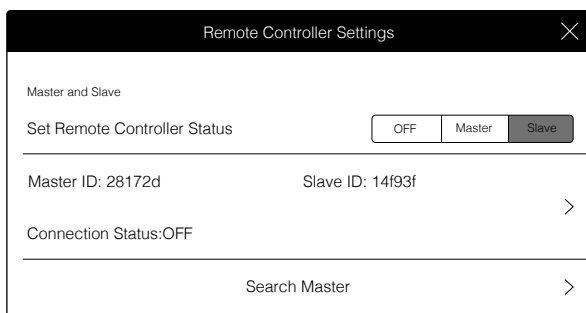 Remote Controller Settings
Master and Slave
Set Remote Controller Status OFF Master Slave
Master ID: 28172d Slave ID: 14f93f
Connection Status:OFF
Search Master